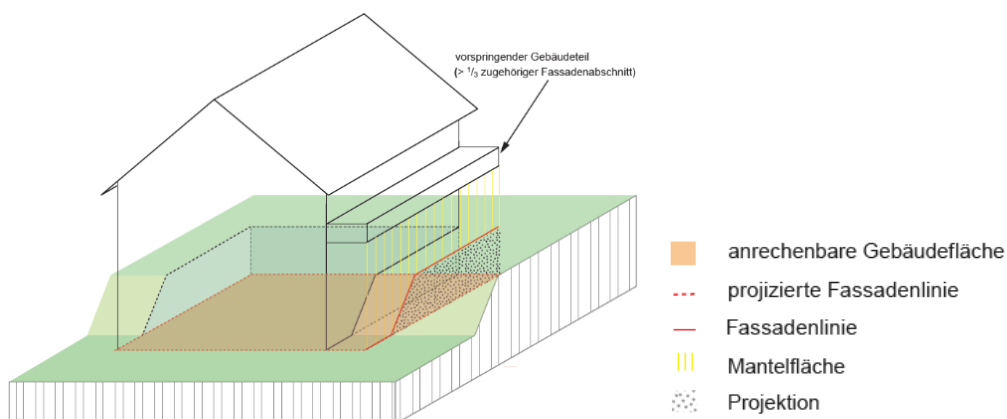 vorspringender Gebäudeteil
(> 1/3 zugehöriger Fassadenabschnitt)
anrechenbare Gebäudefläche
projizierte Fassadenlinie
Fassadenlinie
Mantelfläche
Projektion